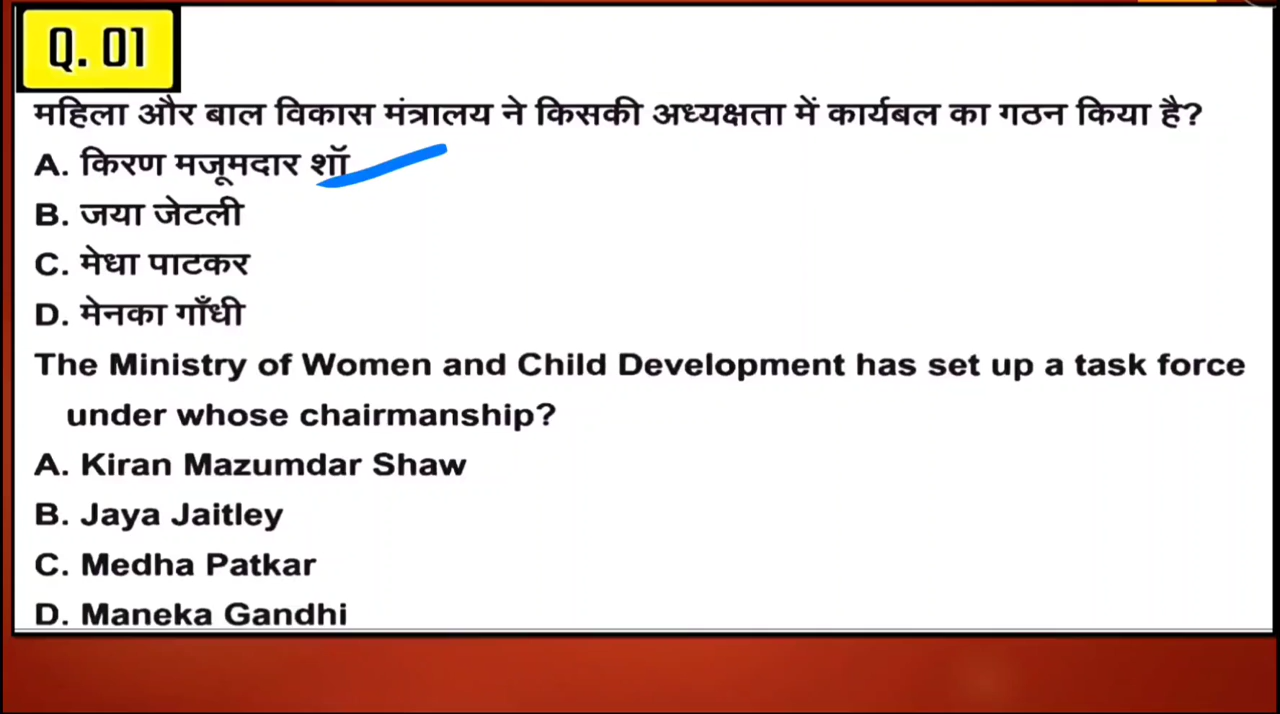 Q. 01
महिला और बाल विकास मंत्रालय ने किसकी अध्यक्षता में कार्यबल का गठन किया है?
A. किरण मजूमदार शॉ
B. जया जेटली
C. मेधा पाटकर
D. मेनका गाँधी
The Ministry of Women and Child Development has set up a task force
under whose chairmanship?
A. Kiran Mazumdar Shaw
B. Jaya Jaitley
C. Medha Patkar
D. Maneka Gandhi